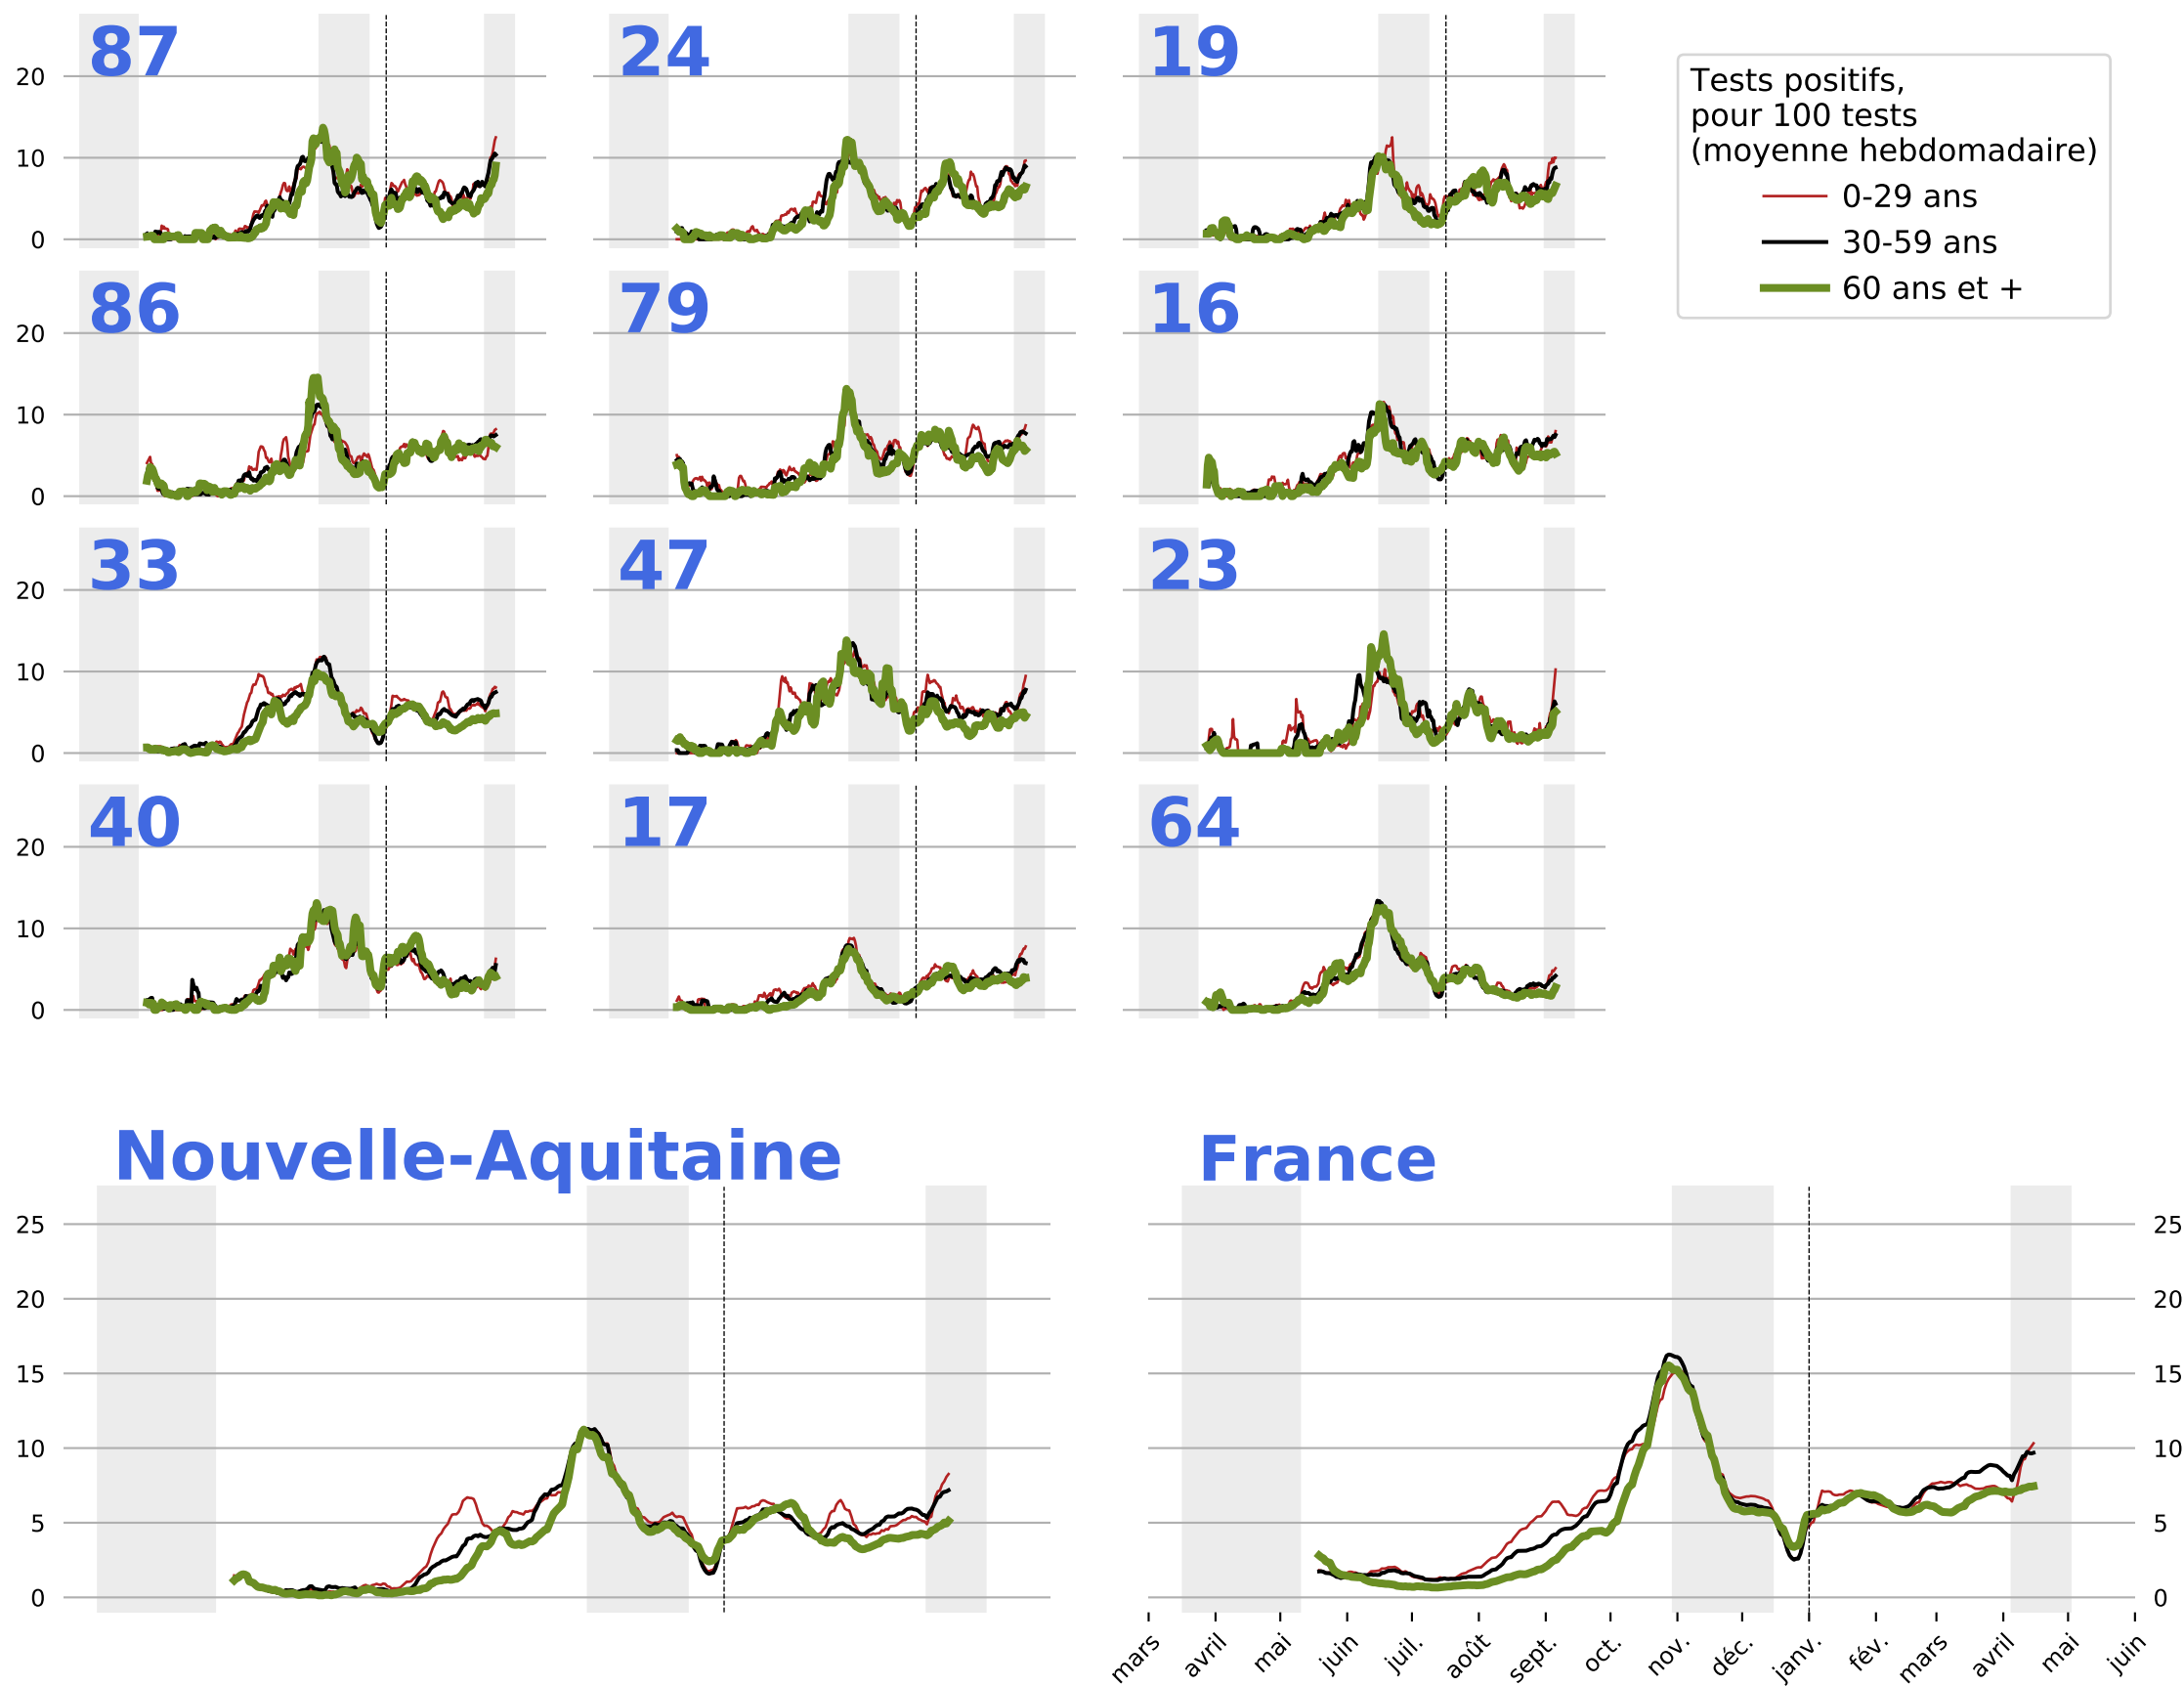 87
24
19
20
10
0
Tests positifs,
pour 100 tests
(moyenne hebdomadaire)
0-29 ans
30-59 ans
60 ans et +
86
79
16
20
10
0
33
47
23
20
10
0
40
17
64
20
10
0
Nouvelle-Aquitaine
France
25
20
15
10
5
0
25
20
15
10
5
0
mars
avril
mai
juin
juil.
août
sept.
oct.
nov.
déc.
janv.
fév.
mars
avril
mai
juin